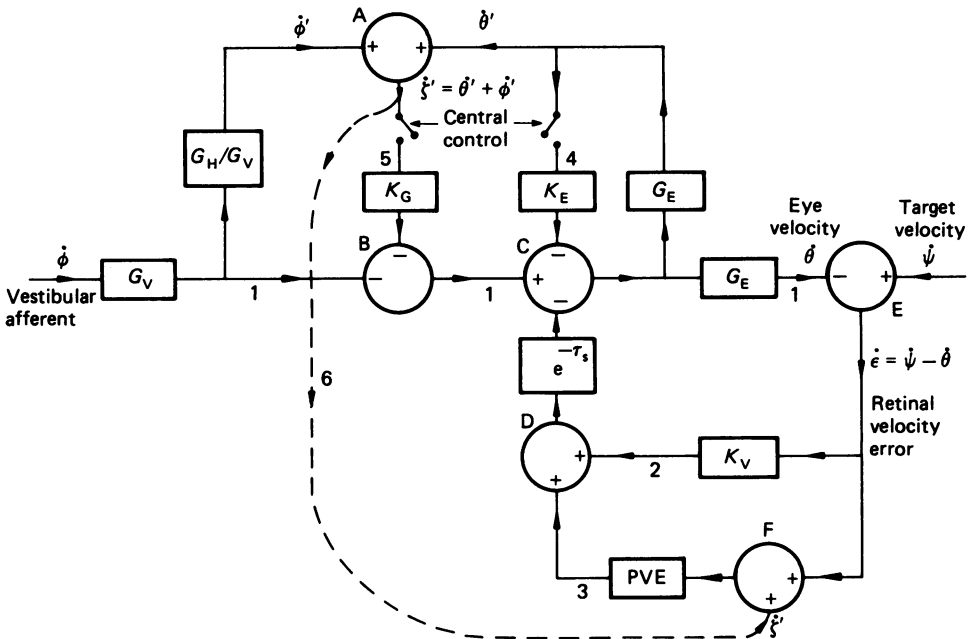 A
φ̇′
θ̇′
+
+
ζ̇′ = θ̇′ + φ̇′
Central
control
G_H/G_V
5
4
K_G
K_E
G_E
B
C
φ̇
G_V
Vestibular
afferent
1
−
−
1
+
−
−
G_E
Eye
velocity
θ̇
1
−
+
Target
velocity
ψ̇
E
e^−τ_s
ε̇ = ψ̇ − θ̇
Retinal
velocity
error
6
D
+
+
2
K_V
F
3
PVE
+
+
ζ̇′